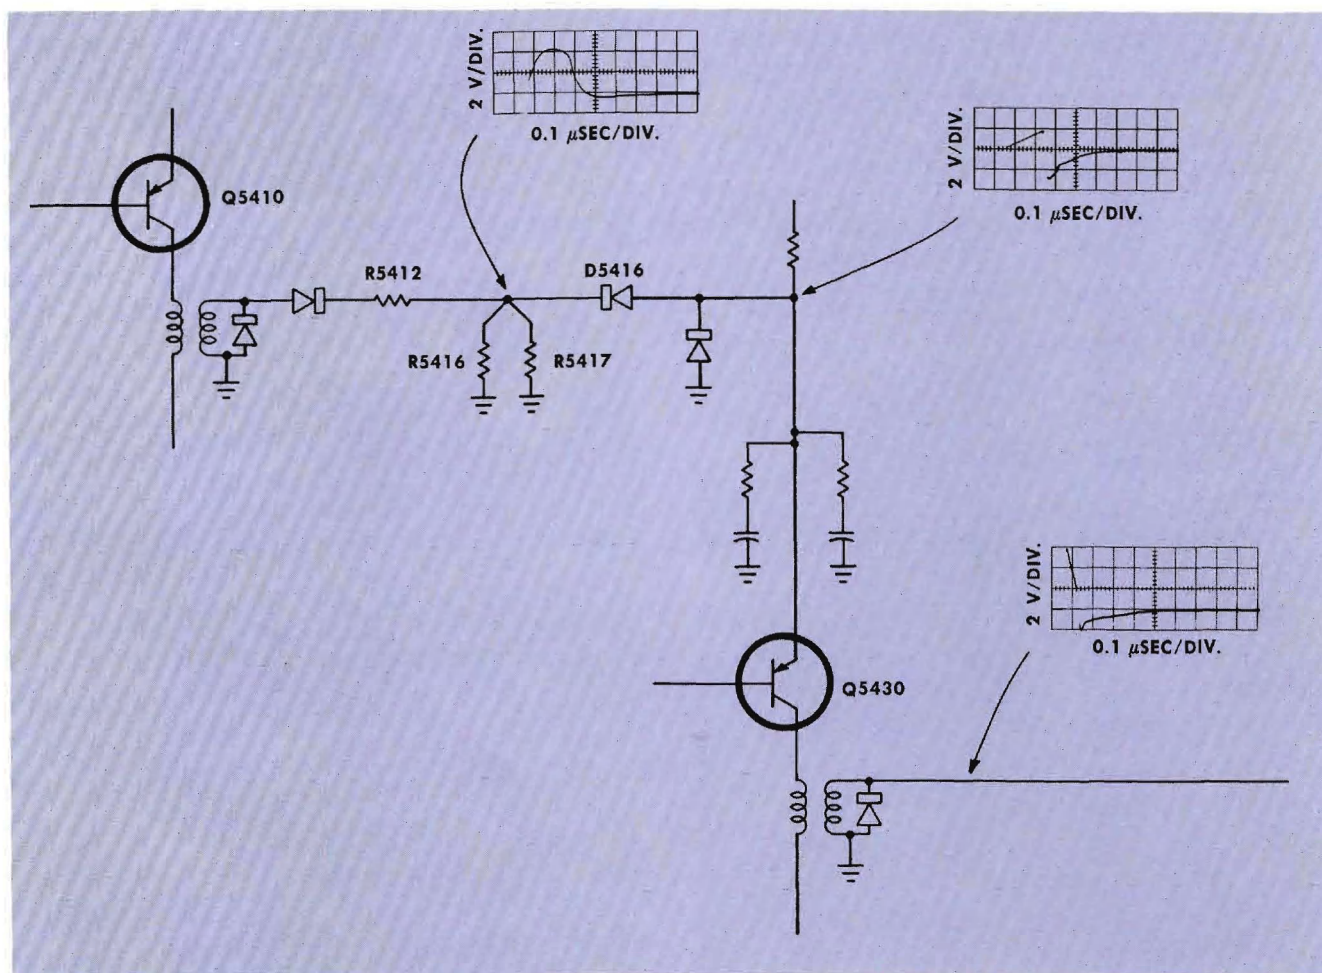 2 V/DIV.
0.1 μSEC/DIV.
2 V/DIV.
0.1 μSEC/DIV.
Q5410
R5412
D5416
R5416
R5417
2 V/DIV.
0.1 μSEC/DIV.
Q5430